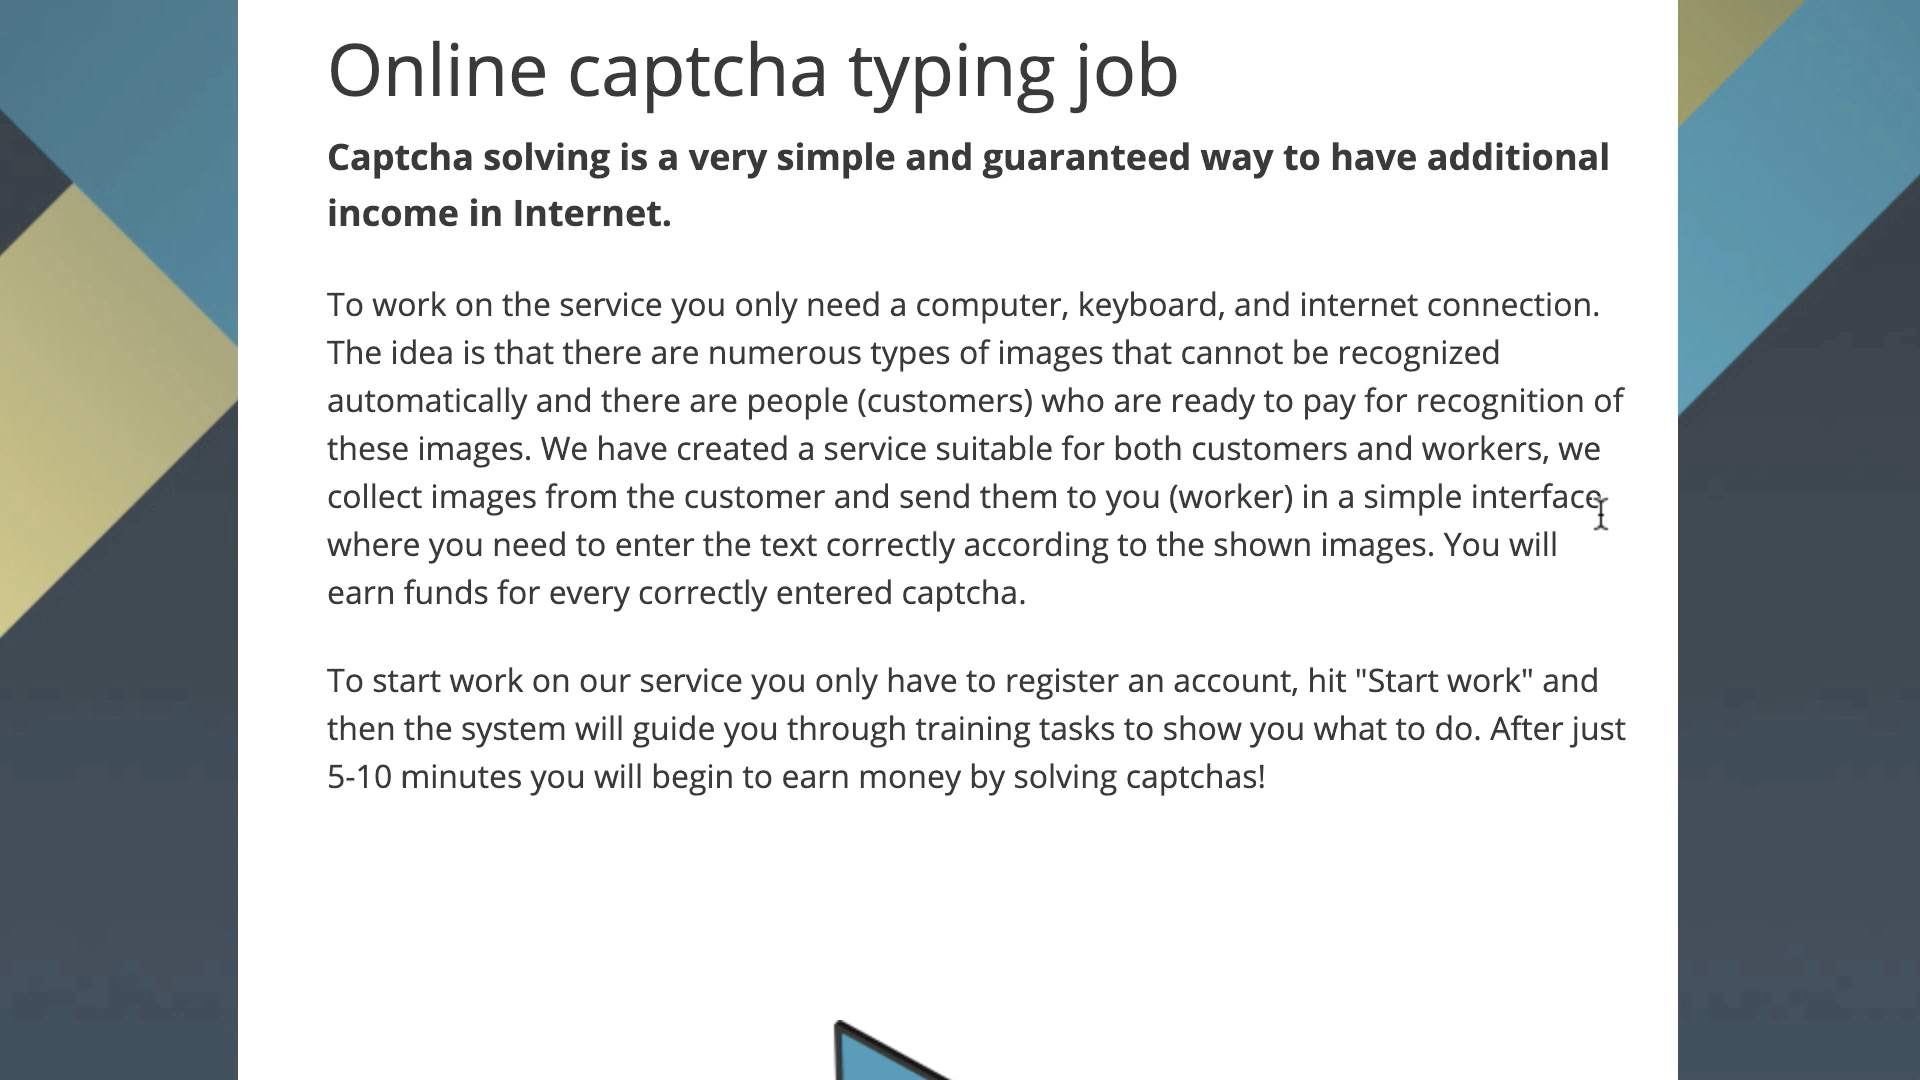 Online captcha typing job
Captcha solving is a very simple and guaranteed way to have additional
income in Internet.
To work on the service you only need a computer, keyboard, and internet connection.
The idea is that there are numerous types of images that cannot be recognized
automatically and there are people (customers) who are ready to pay for recognition of
these images. We have created a service suitable for both customers and workers, we
collect images from the customer and send them to you (worker) in a simple interface
where you need to enter the text correctly according to the shown images. You will
earn funds for every correctly entered captcha.
To start work on our service you only have to register an account, hit "Start work" and
then the system will guide you through training tasks to show you what to do. After just
5-10 minutes you will begin to earn money by solving captchas!